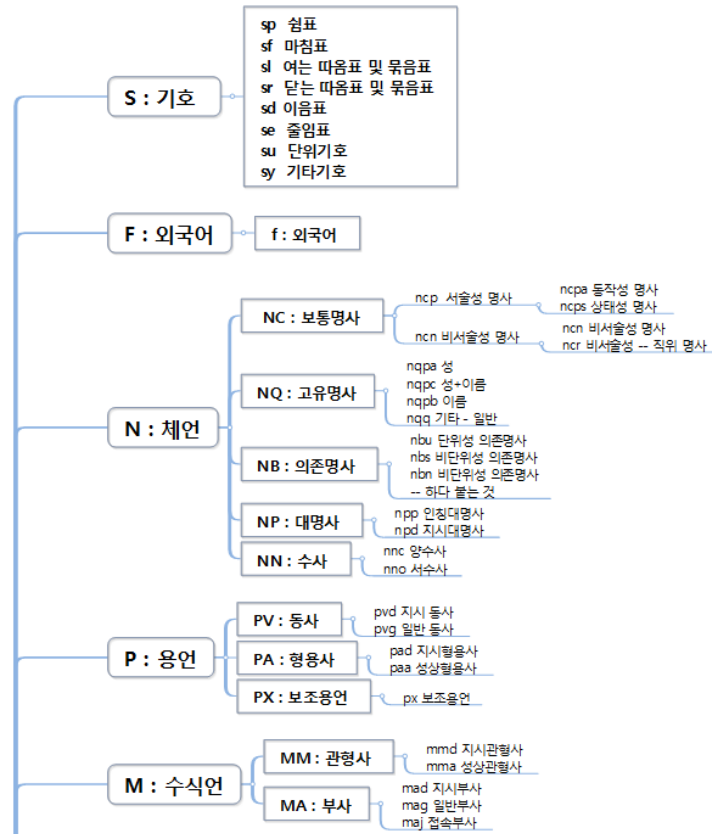 sp 쉼표
sf 마침표
sl 여는 따옴표 및 묶음표
sr 닫는 따옴표 및 묶음표
sd 이음표
se 줄임표
su 단위기호
sy 기타기호
S : 기호
F : 외국어
f : 외국어
N : 체언
NC : 보통명사
ncp 서술성 명사
ncpa 동작성 명사
ncps 상태성 명사
ncn 비서술성 명사
ncn 비서술성 명사
ncr 비서술성 -- 직위 명사
NQ : 고유명사
nqpa 성
nqpc 성+이름
nqpb 이름
nqq 기타 - 일반
NB : 의존명사
nbu 단위성 의존명사
nbs 비단위성 의존명사
nbn 비단위성 의존명사
-- 하다 붙는 것
NP : 대명사
npp 인칭대명사
npd 지시대명사
NN : 수사
nnc 양수사
nno 서수사
P : 용언
PV : 동사
pvd 지시 동사
pvg 일반 동사
PA : 형용사
pad 지시형용사
paa 성상형용사
PX : 보조용언
px 보조용언
M : 수식언
MM : 관형사
mmd 지시관형사
mma 성상관형사
MA : 부사
mad 지시부사
mag 일반부사
maj 접속부사